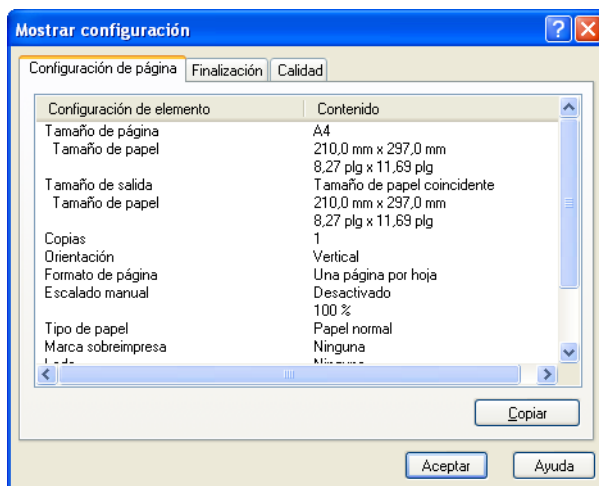 Mostrar configuración
Configuración de página Finalización Calidad
Configuración de elemento Contenido
Tamaño de página A4
Tamaño de papel 210,0 mm x 297,0 mm
8,27 plg x 11,69 plg
Tamaño de salida Tamaño de papel coincidente
Tamaño de papel 210,0 mm x 297,0 mm
8,27 plg x 11,69 plg
Copias 1
Orientación Vertical
Formato de página Una página por hoja
Escalado manual Desactivado
100 %
Tipo de papel Papel normal
Marca sobreimpresa Ninguna
Copiar
Aceptar Ayuda